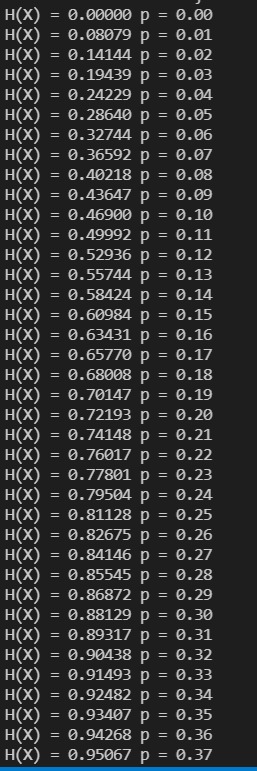 H(X) = 0.00000 p = 0.00
H(X) = 0.08079 p = 0.01
H(X) = 0.14144 p = 0.02
H(X) = 0.19439 p = 0.03
H(X) = 0.24229 p = 0.04
H(X) = 0.28640 p = 0.05
H(X) = 0.32744 p = 0.06
H(X) = 0.36592 p = 0.07
H(X) = 0.40218 p = 0.08
H(X) = 0.43647 p = 0.09
H(X) = 0.46900 p = 0.10
H(X) = 0.49992 p = 0.11
H(X) = 0.52936 p = 0.12
H(X) = 0.55744 p = 0.13
H(X) = 0.58424 p = 0.14
H(X) = 0.60984 p = 0.15
H(X) = 0.63431 p = 0.16
H(X) = 0.65770 p = 0.17
H(X) = 0.68008 p = 0.18
H(X) = 0.70147 p = 0.19
H(X) = 0.72193 p = 0.20
H(X) = 0.74148 p = 0.21
H(X) = 0.76017 p = 0.22
H(X) = 0.77801 p = 0.23
H(X) = 0.79504 p = 0.24
H(X) = 0.81128 p = 0.25
H(X) = 0.82675 p = 0.26
H(X) = 0.84146 p = 0.27
H(X) = 0.85545 p = 0.28
H(X) = 0.86872 p = 0.29
H(X) = 0.88129 p = 0.30
H(X) = 0.89317 p = 0.31
H(X) = 0.90438 p = 0.32
H(X) = 0.91493 p = 0.33
H(X) = 0.92482 p = 0.34
H(X) = 0.93407 p = 0.35
H(X) = 0.94268 p = 0.36
H(X) = 0.95067 p = 0.37